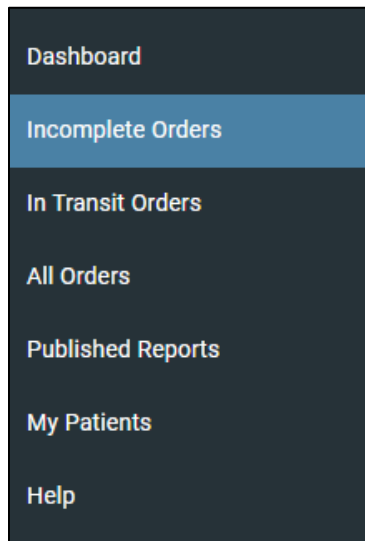 Dashboard
Incomplete Orders
In Transit Orders
All Orders
Published Reports
My Patients
Help